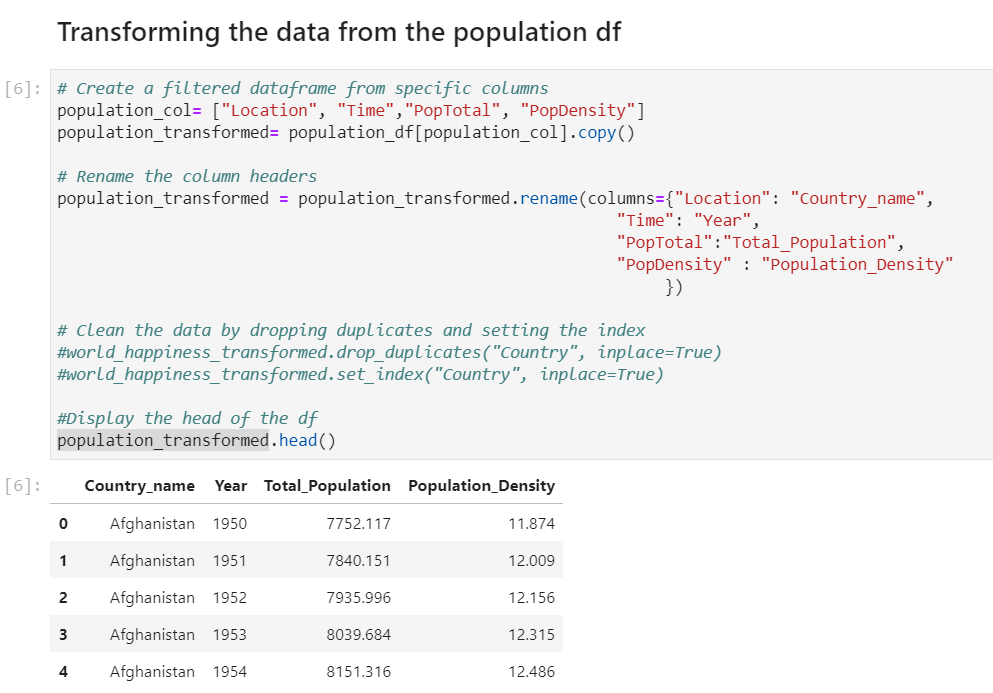 Transforming the data from the population df
[6]:
# Create a filtered dataframe from specific columns
population_col= ["Location", "Time","PopTotal", "PopDensity"]
population_transformed= population_df[population_col].copy()
# Rename the column headers
population_transformed = population_transformed.rename(columns={"Location": "Country_name",
"Time": "Year",
"PopTotal":"Total_Population",
"PopDensity" : "Population_Density"
})
# Clean the data by dropping duplicates and setting the index
#world_happiness_transformed.drop_duplicates("Country", inplace=True)
#world_happiness_transformed.set_index("Country", inplace=True)
#Display the head of the df
population_transformed.head()
[6]:
Country_name Year Total_Population Population_Density
0 Afghanistan 1950 7752.117 11.874
1 Afghanistan 1951 7840.151 12.009
2 Afghanistan 1952 7935.996 12.156
3 Afghanistan 1953 8039.684 12.315
4 Afghanistan 1954 8151.316 12.486